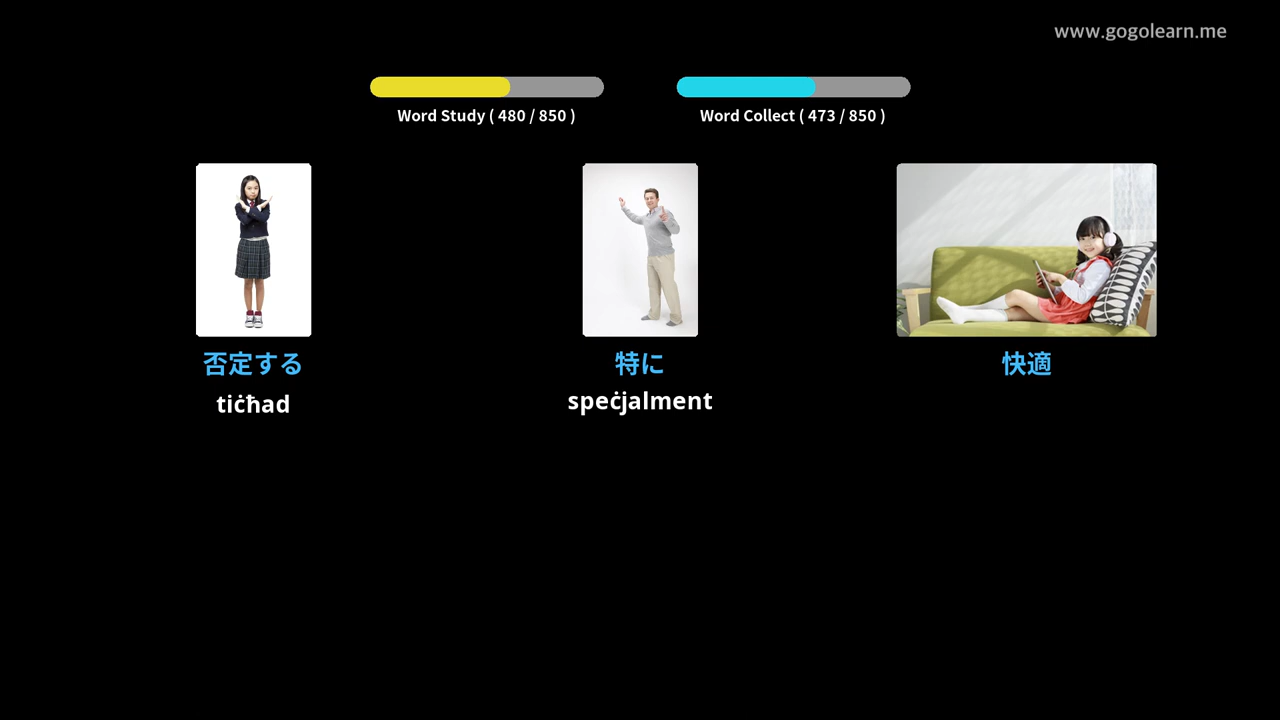 www.gogolearn.me
Word Study ( 480 / 850 )
Word Collect ( 473 / 850 )
否定する
特に
快適
tiċħad
speċjalment